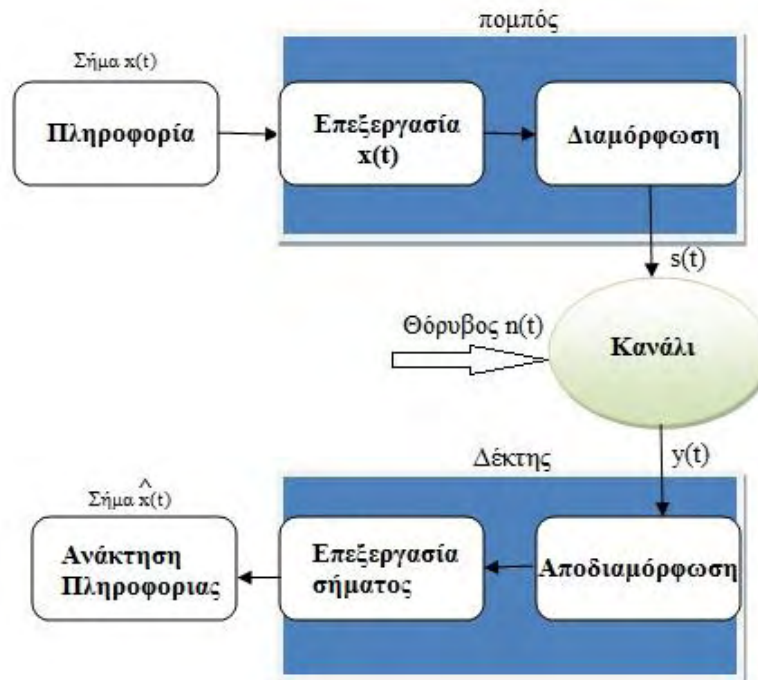 πομπός
Σήμα x(t)
Πληροφορία
Επεξεργασία
x(t)
Διαμόρφωση
s(t)
Θόρυβος n(t)
Κανάλι
y(t)
Δέκτης
Σήμα x̂(t)
Ανάκτηση
Πληροφοριας
Επεξεργασία
σήματος
Αποδιαμόρφωση